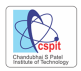 cspit
Chandubhai S Patel
Institute of Technology